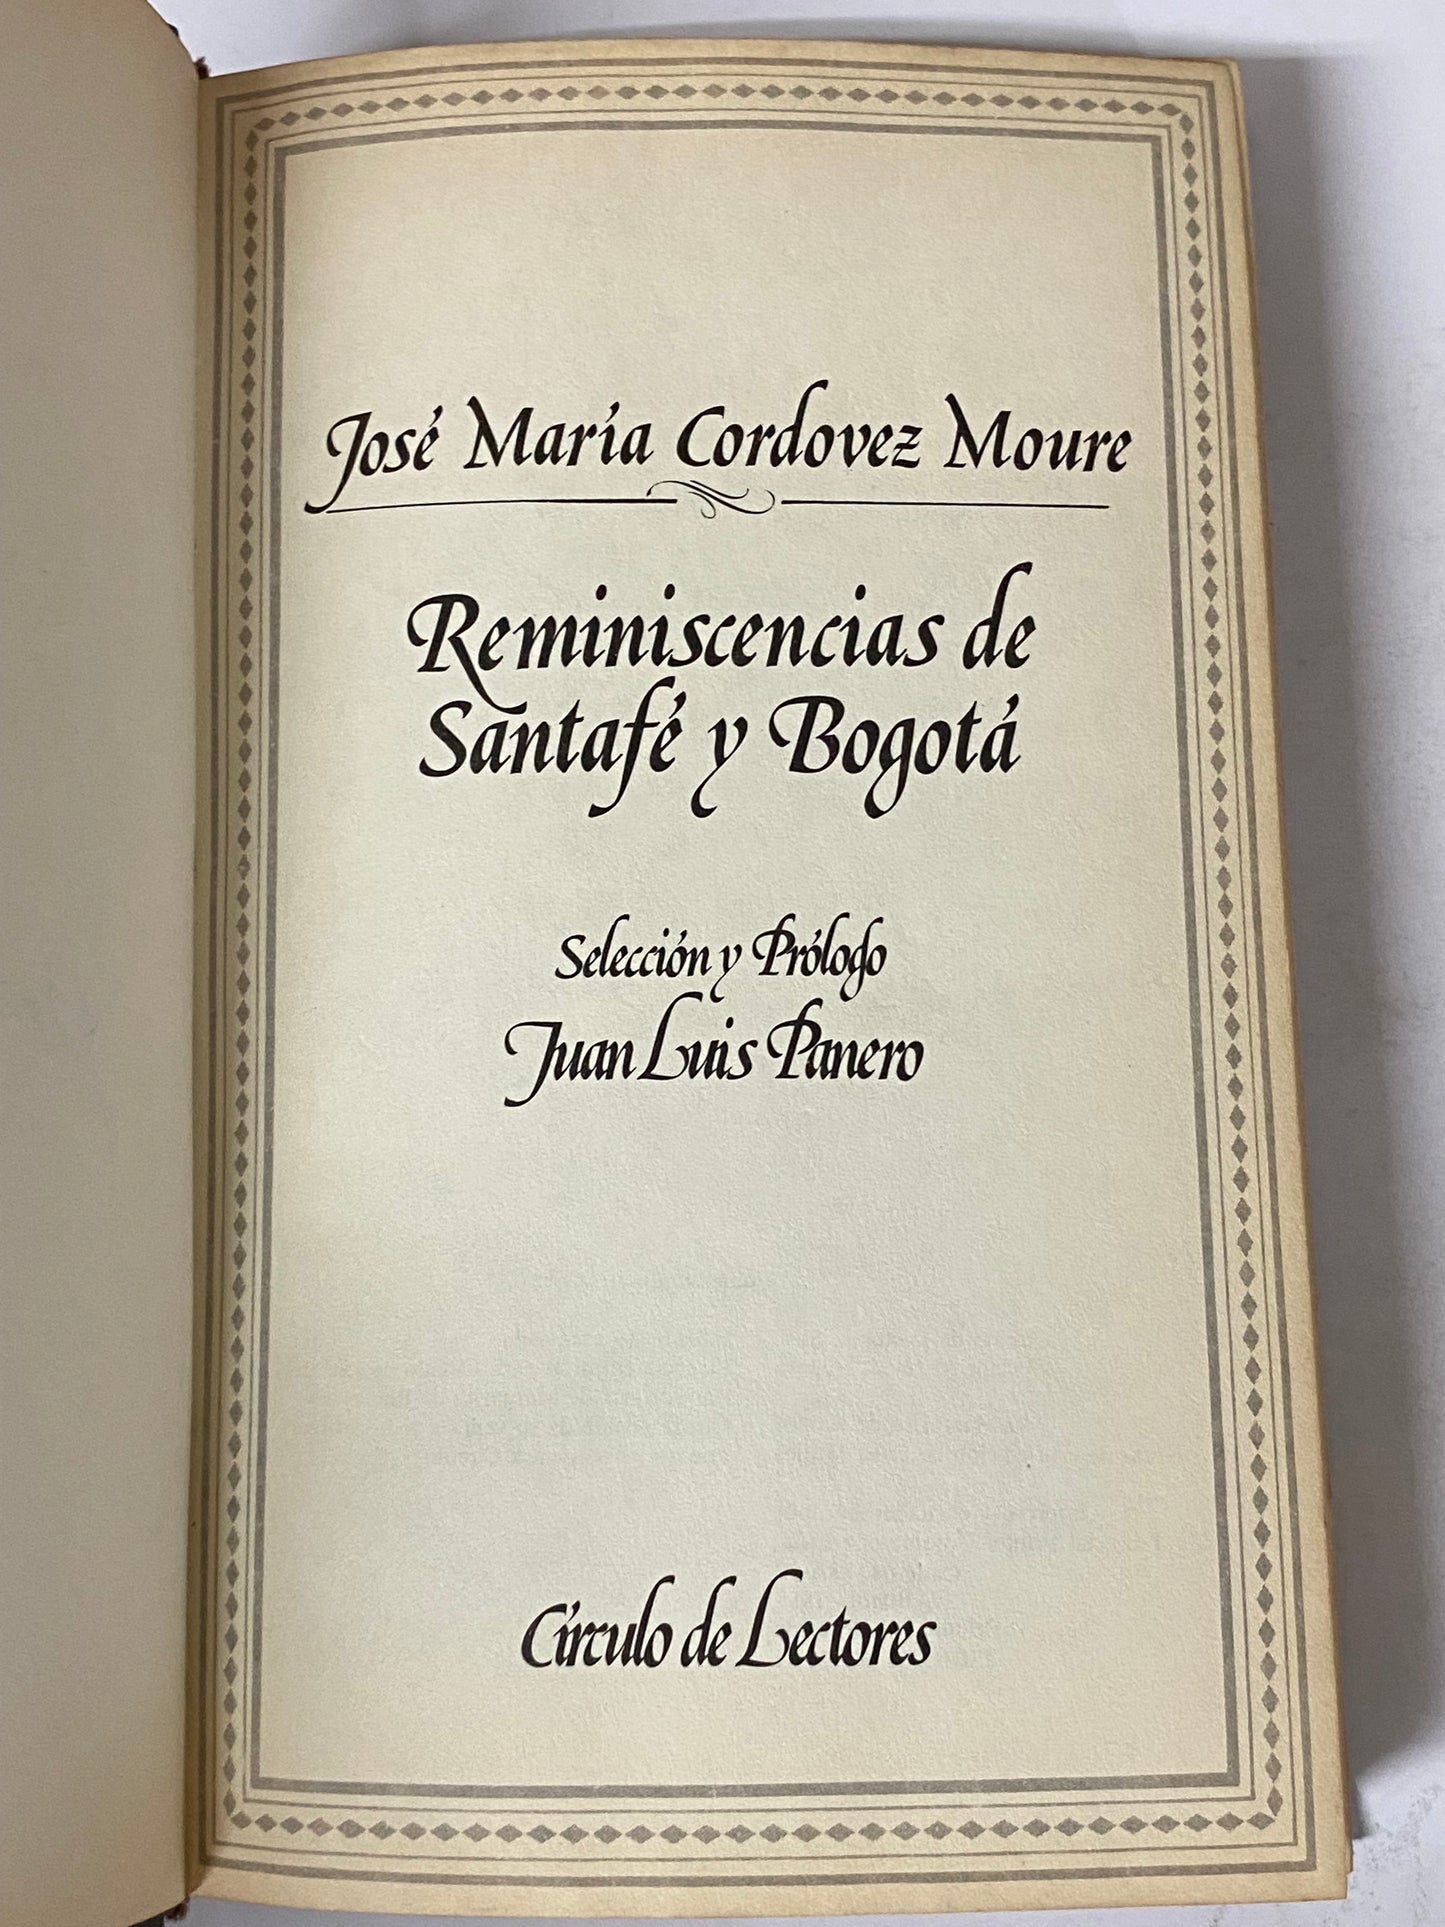 José María Cordovez Moure
Reminiscencias de
Santafé y Bogotá
Selección y Prólogo
Juan Luis Panero
Círculo de Lectores